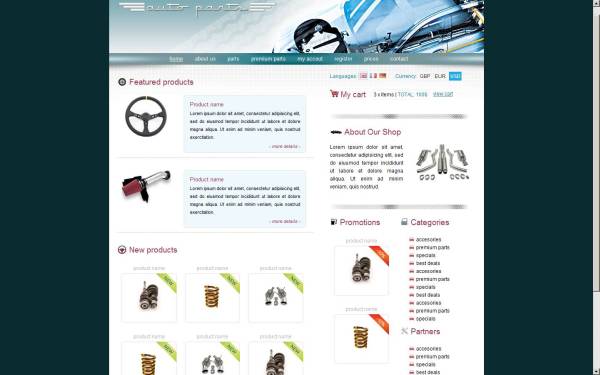 auto parts
home about us parts premium parts my accout register prices contact
Languages: Currency: GBP EUR USD
Featured products
My cart 3 x items | TOTAL: 100$ view cart
Product name
Lorem ipsum dolor sit amet, consectetur adipisicing elit, sed do eiusmod tempor incididunt ut labore et dolore magna aliqua. Ut enim ad minim veniam, quis nostrud exercitation.
- more details -
Product name
Lorem ipsum dolor sit amet, consectetur adipisicing elit, sed do eiusmod tempor incididunt ut labore et dolore magna aliqua. Ut enim ad minim veniam, quis nostrud exercitation.
- more details -
About Our Shop
Lorem ipsum dolor sit amet, consectetur adipisicing elit, sed do eiusmod tempor incididunt ut labore et dolore magna aliqua. Ut enim ad minim veniam, quis nostrud.
New products
product name product name product name
NEW NEW NEW
product name product name product name
NEW NEW NEW
Promotions
product name
product name
Categories
accesories
premium parts
specials
best deals
accesories
premium parts
specials
best deals
accesories
premium parts
specials
Partners
accesories
premium parts
specials
best deals